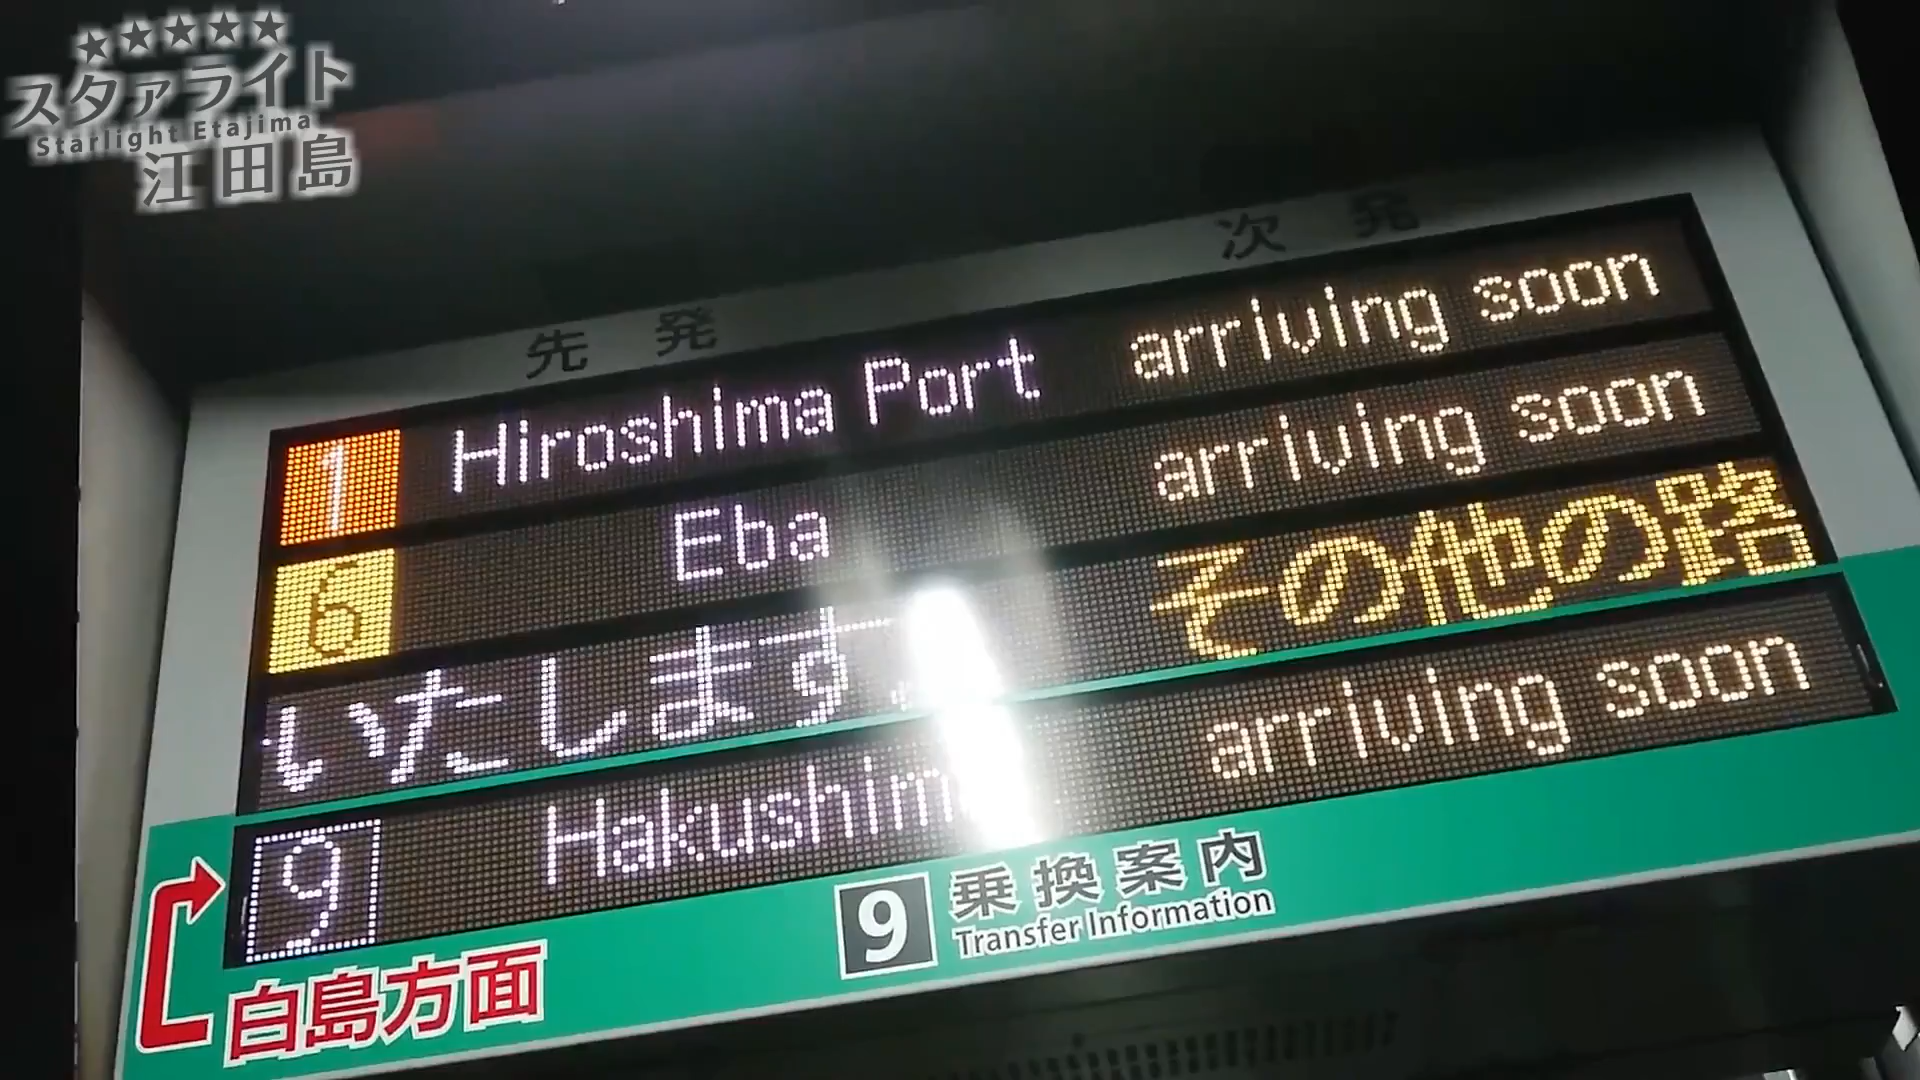 ★★★★★
スタァライト
Starlight Etajima
江田島
先発 次発
1 Hiroshima Port arriving soon
6 Eba arriving soon
いたします。 その他の路
9 Hakushim arriving soon
9 乗換案内
Transfer Information
白島方面